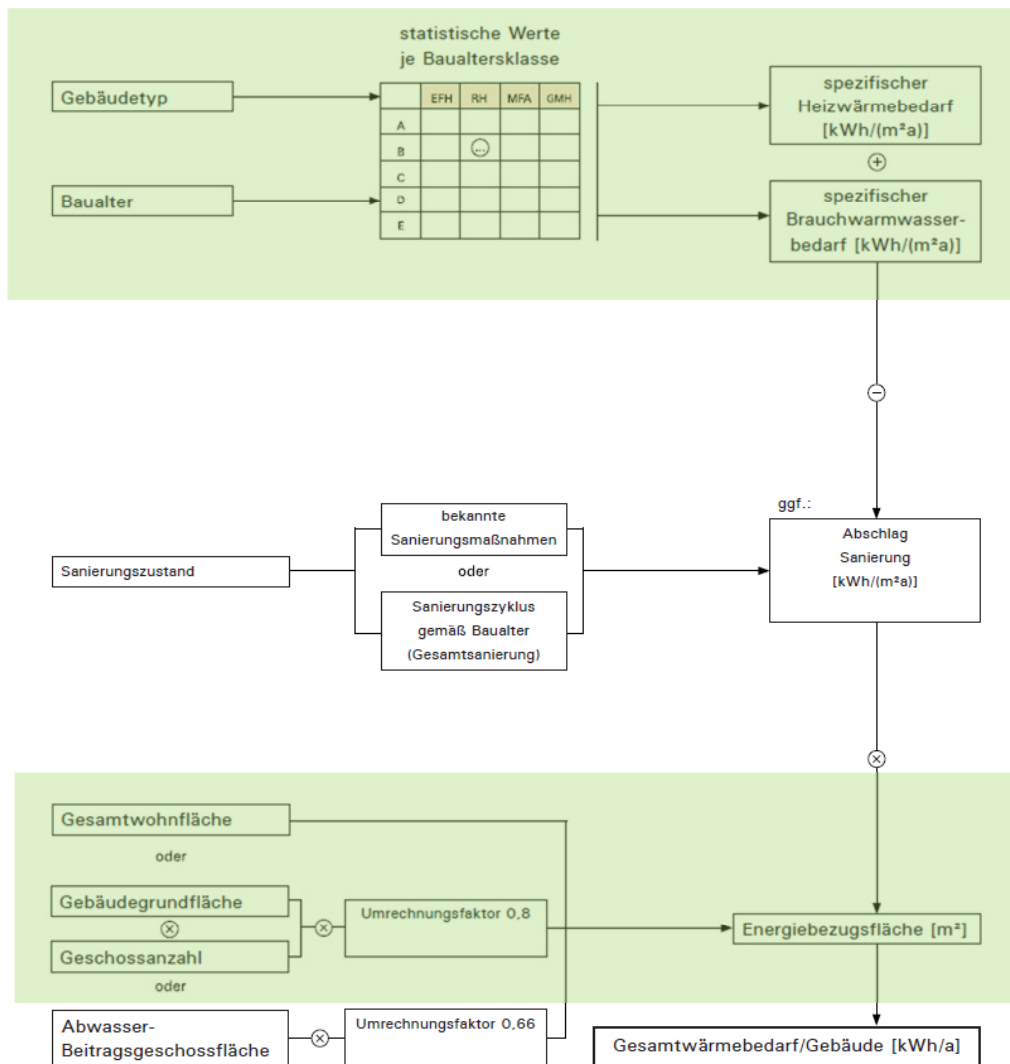 statistische Werte
je Baualtersklasse
Gebäudetyp
EFH RH MFA GMH
A
B ...
C
D
E
Baualter
spezifischer
Heizwärmebedarf
[kWh/(m²a)]
+
spezifischer
Brauchwarmwasser-
bedarf [kWh/(m²a)]
−
Sanierungszustand
bekannte
Sanierungsmaßnahmen
oder
Sanierungszyklus
gemäß Baualter
(Gesamtsanierung)
ggf.:
Abschlag
Sanierung
[kWh/(m²a)]
×
Gesamtwohnfläche
oder
Gebäudegrundfläche
×
Geschossanzahl
× Umrechnungsfaktor 0,8
oder
Abwasser-
Beitragsgeschossfläche
× Umrechnungsfaktor 0,66
Energiebezugsfläche [m²]
Gesamtwärmebedarf/Gebäude [kWh/a]